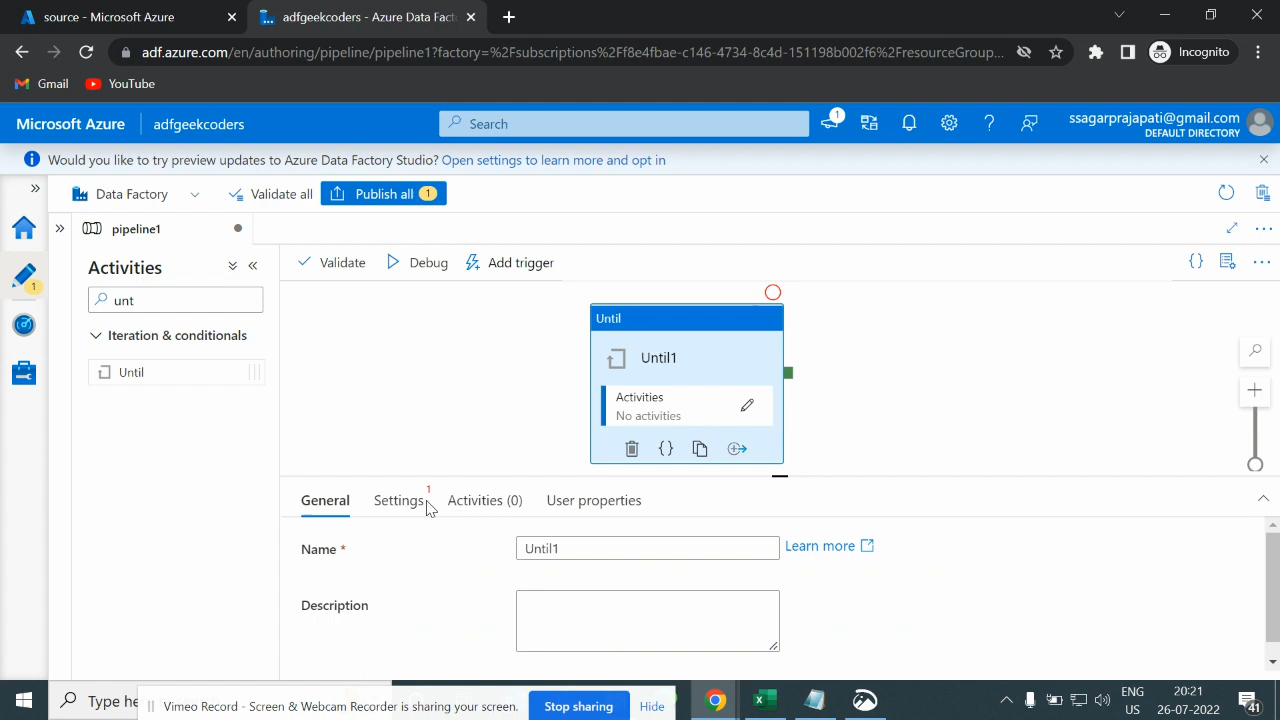 source - Microsoft Azure
adfgeekcoders - Azure Data Fact
adf.azure.com/en/authoring/pipeline/pipeline1?factory=%2Fsubscriptions%2Ff8e4fbae-c146-4734-8c4d-151198b002f6%2FresourceGroup...
Incognito
Gmail
YouTube
Microsoft Azure
adfgeekcoders
Search
1
ssagarprajapati@gmail.com
DEFAULT DIRECTORY
Would you like to try preview updates to Azure Data Factory Studio? Open settings to learn more and opt in
Data Factory
Validate all
Publish all 1
pipeline1
Activities
Validate
Debug
Add trigger
1
unt
Iteration & conditionals
Until
Until
Until1
Activities
No activities
General
Settings 1
Activities (0)
User properties
Name *
Until1
Learn more
Description
Type he
Vimeo Record - Screen & Webcam Recorder is sharing your screen.
Stop sharing
Hide
ENG
US
20:21
26-07-2022
41